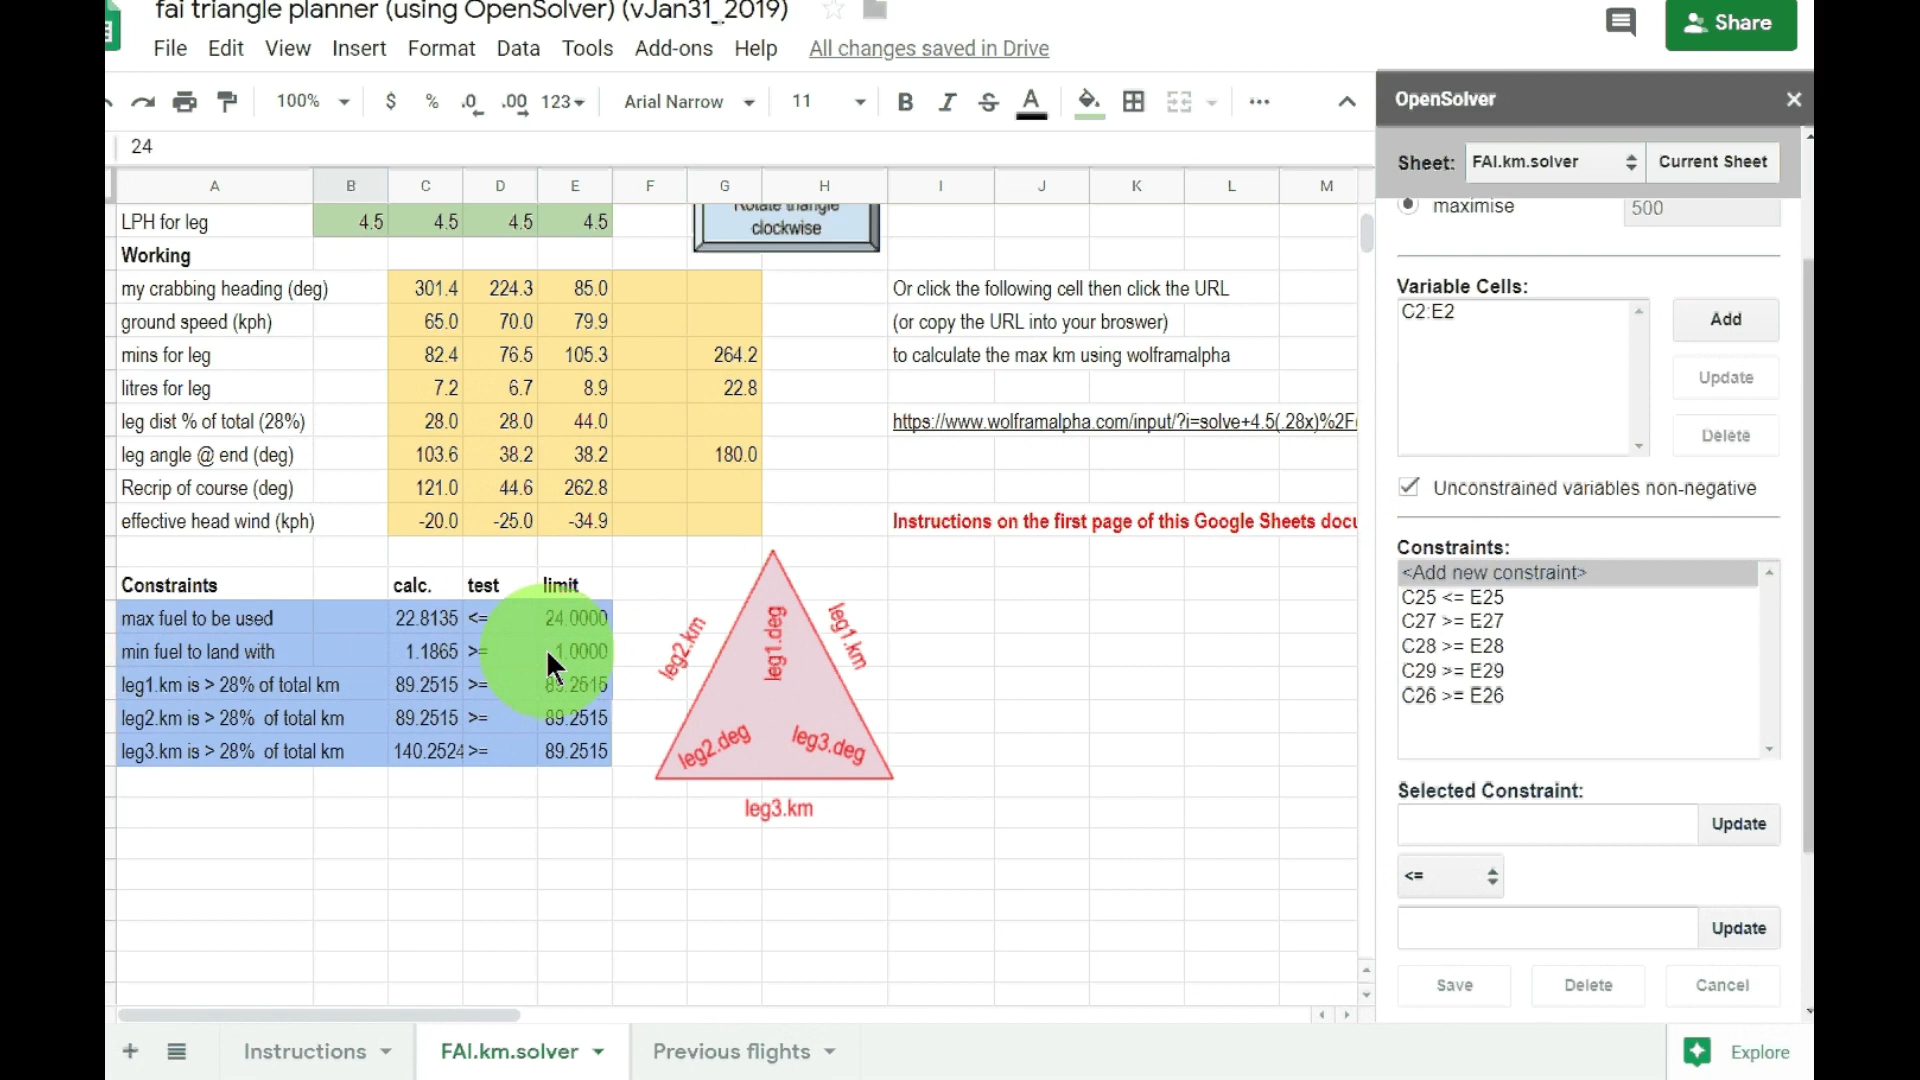 fai triangle planner (using OpenSolver) (vJan31_2019)
File Edit View Insert Format Data Tools Add-ons Help All changes saved in Drive
Share
100% $ % .0 .00 123 Arial Narrow 11 B I S A
24
A B C D E F G H I J K L M
LPH for leg 4.5 4.5 4.5 4.5
Rotate triangle
clockwise
Working
my crabbing heading (deg) 301.4 224.3 85.0 Or click the following cell then click the URL
ground speed (kph) 65.0 70.0 79.9 (or copy the URL into your broswer)
mins for leg 82.4 76.5 105.3 264.2 to calculate the max km using wolframalpha
litres for leg 7.2 6.7 8.9 22.8
leg dist % of total (28%) 28.0 28.0 44.0 https://www.wolframalpha.com/input/?i=solve+4.5(.28x)%2F
leg angle @ end (deg) 103.6 38.2 38.2 180.0
Recrip of course (deg) 121.0 44.6 262.8
effective head wind (kph) -20.0 -25.0 -34.9 Instructions on the first page of this Google Sheets docu
Constraints calc. test limit
max fuel to be used 22.8135 <= 24.0000
min fuel to land with 1.1865 >= 1.0000
leg1.km is > 28% of total km 89.2515 >= 89.2515
leg2.km is > 28% of total km 89.2515 >= 89.2515
leg3.km is > 28% of total km 140.2524 >= 89.2515
leg2.km
leg1.deg
leg1.km
leg2.deg
leg3.deg
leg3.km
OpenSolver
Sheet: FAI.km.solver Current Sheet
maximise 500
Variable Cells:
C2:E2
Add
Update
Delete
Unconstrained variables non-negative
Constraints:
<Add new constraint>
C25 <= E25
C27 >= E27
C28 >= E28
C29 >= E29
C26 >= E26
Selected Constraint:
Update
<=
Update
Save Delete Cancel
Instructions FAI.km.solver Previous flights Explore